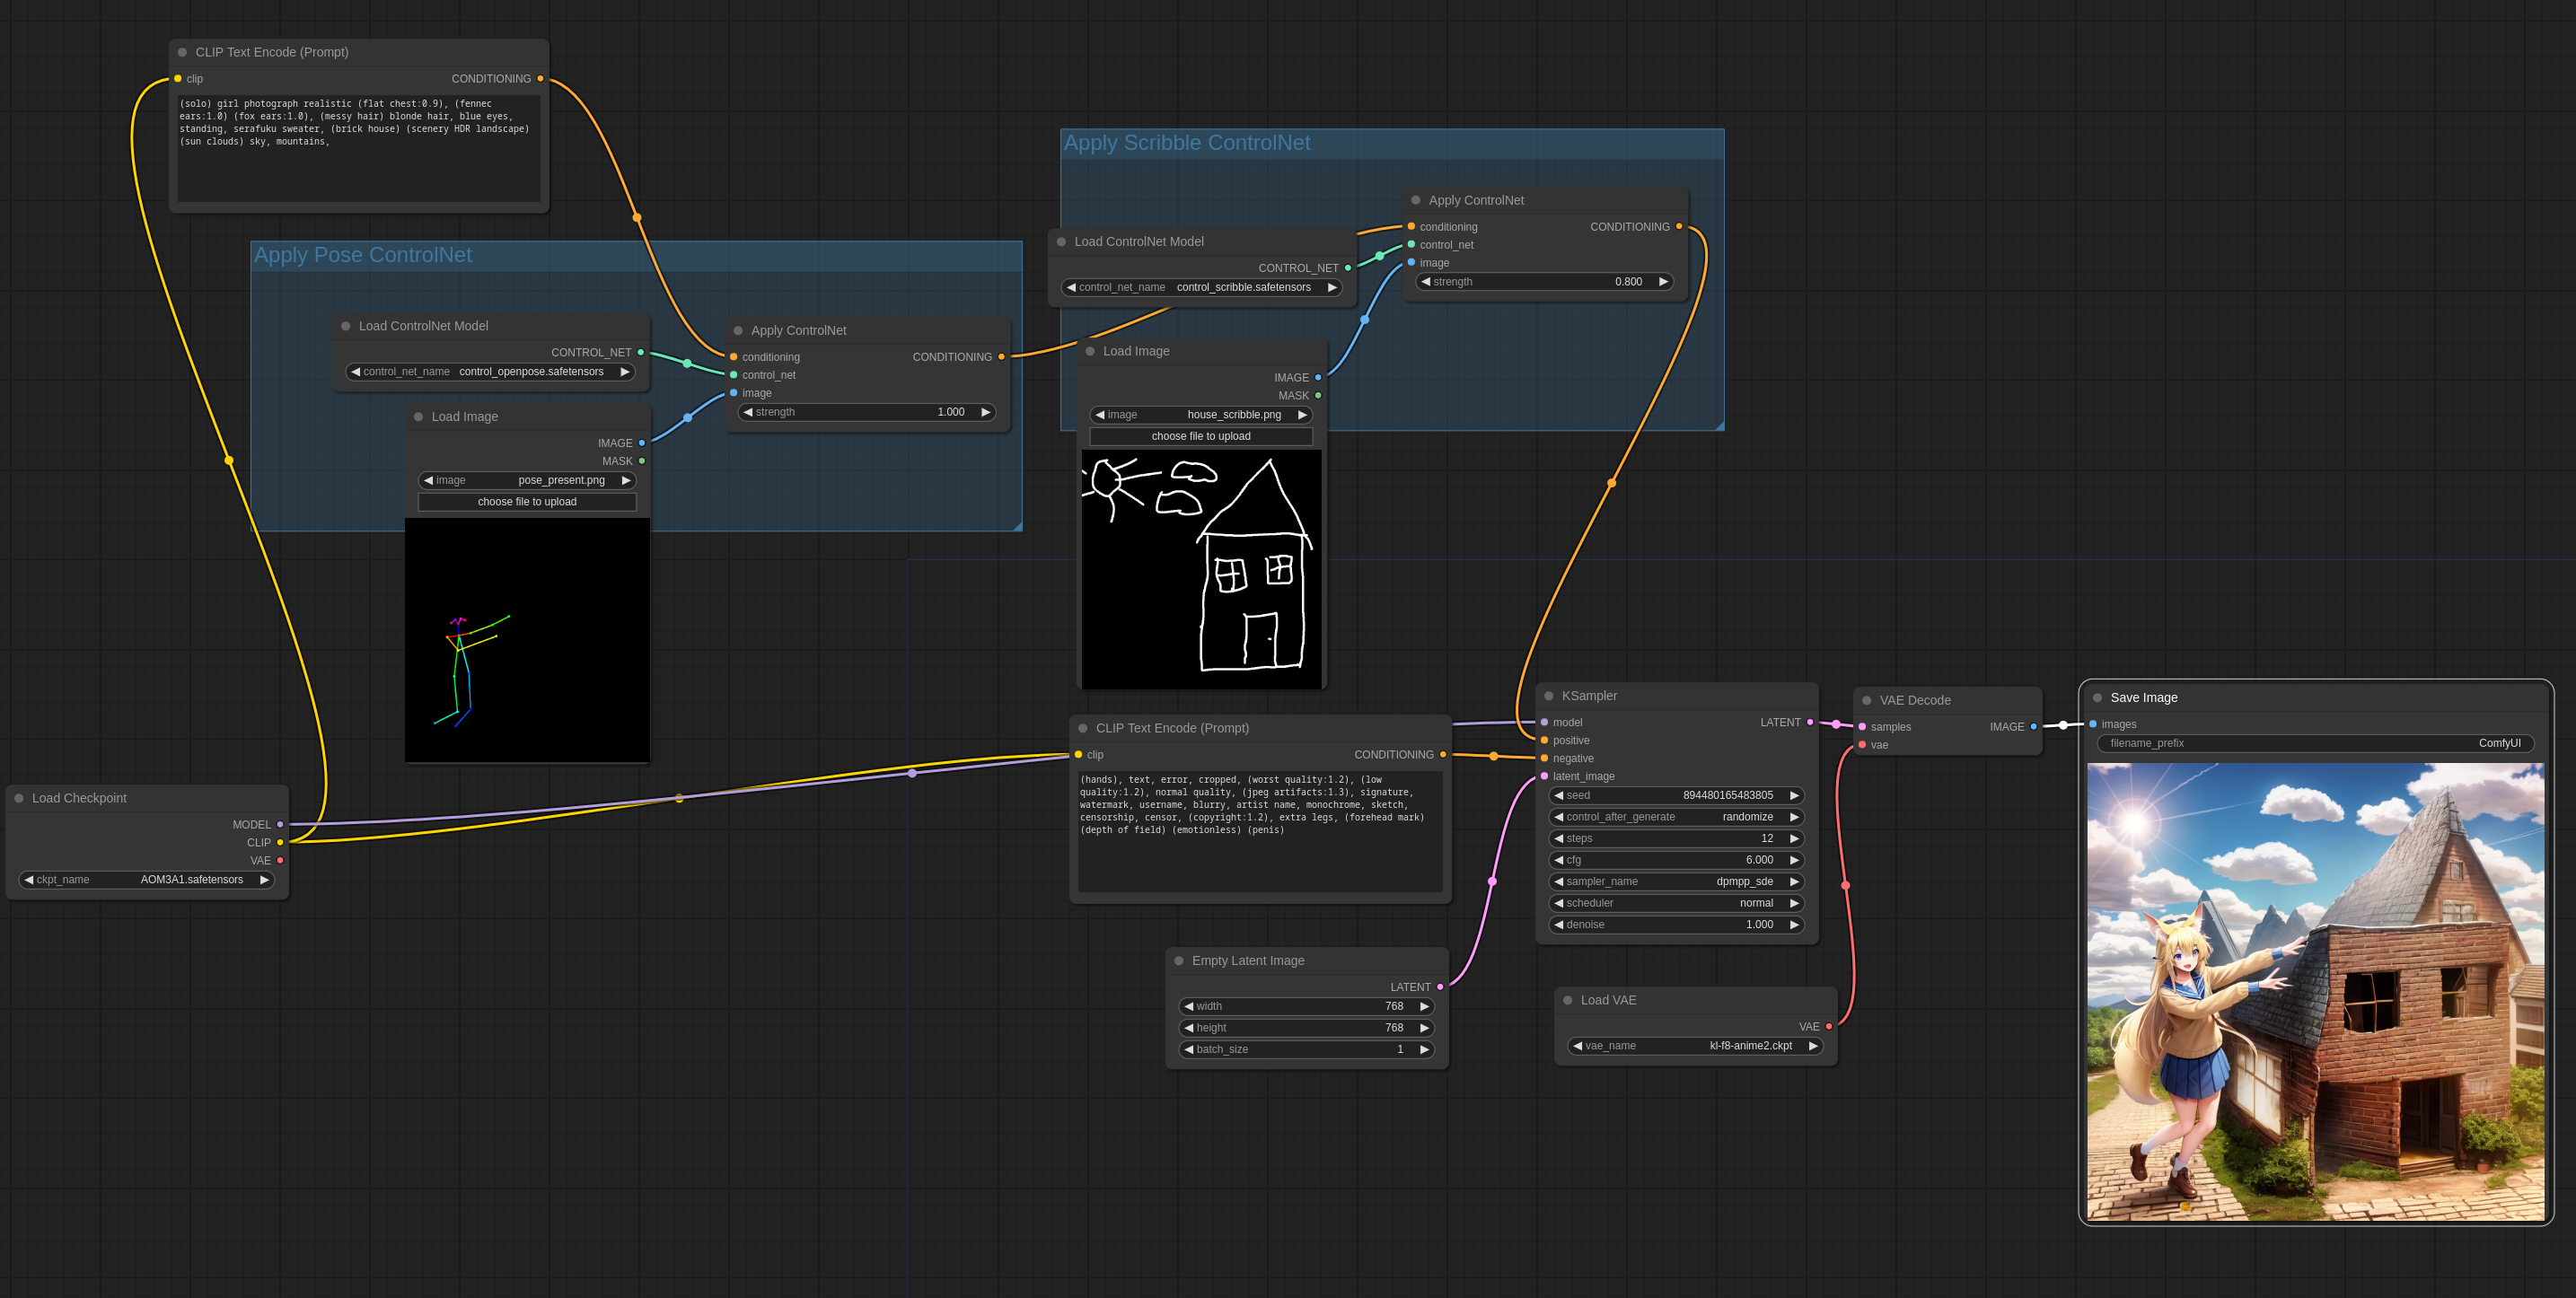 CLIP Text Encode (Prompt)
clip CONDITIONING
(solo) girl photograph realistic (flat chest:0.9), (fennec
ears:1.0) (fox ears:1.0), (messy hair) blonde hair, blue eyes,
standing, serafuku sweater, (brick house) (scenery HDR landscape)
(sun clouds) sky, mountains,
Apply Pose ControlNet
Load ControlNet Model
CONTROL_NET
control_net_name control_openpose.safetensors
Load Image
IMAGE
MASK
image pose_present.png
choose file to upload
Apply ControlNet
conditioning CONDITIONING
control_net
image
strength 1.000
Apply Scribble ControlNet
Load ControlNet Model
CONTROL_NET
control_net_name control_scribble.safetensors
Apply ControlNet
conditioning CONDITIONING
control_net
image
strength 0.800
Load Image
IMAGE
MASK
image house_scribble.png
choose file to upload
Load Checkpoint
MODEL
CLIP
VAE
ckpt_name AOM3A1.safetensors
CLIP Text Encode (Prompt)
clip CONDITIONING
(hands), text, error, cropped, (worst quality:1.2), (low
quality:1.2), normal quality, (jpeg artifacts:1.3), signature,
watermark, username, blurry, artist name, monochrome, sketch,
censorship, censor, (copyright:1.2), extra legs, (forehead mark)
(depth of field) (emotionless) (penis)
Empty Latent Image
LATENT
width 768
height 768
batch_size 1
KSampler
model LATENT
positive
negative
latent_image
seed 894480165483805
control_after_generate randomize
steps 12
cfg 6.000
sampler_name dpmpp_sde
scheduler normal
denoise 1.000
Load VAE
VAE
vae_name kl-f8-anime2.ckpt
VAE Decode
samples IMAGE
vae
Save Image
images
filename_prefix ComfyUI